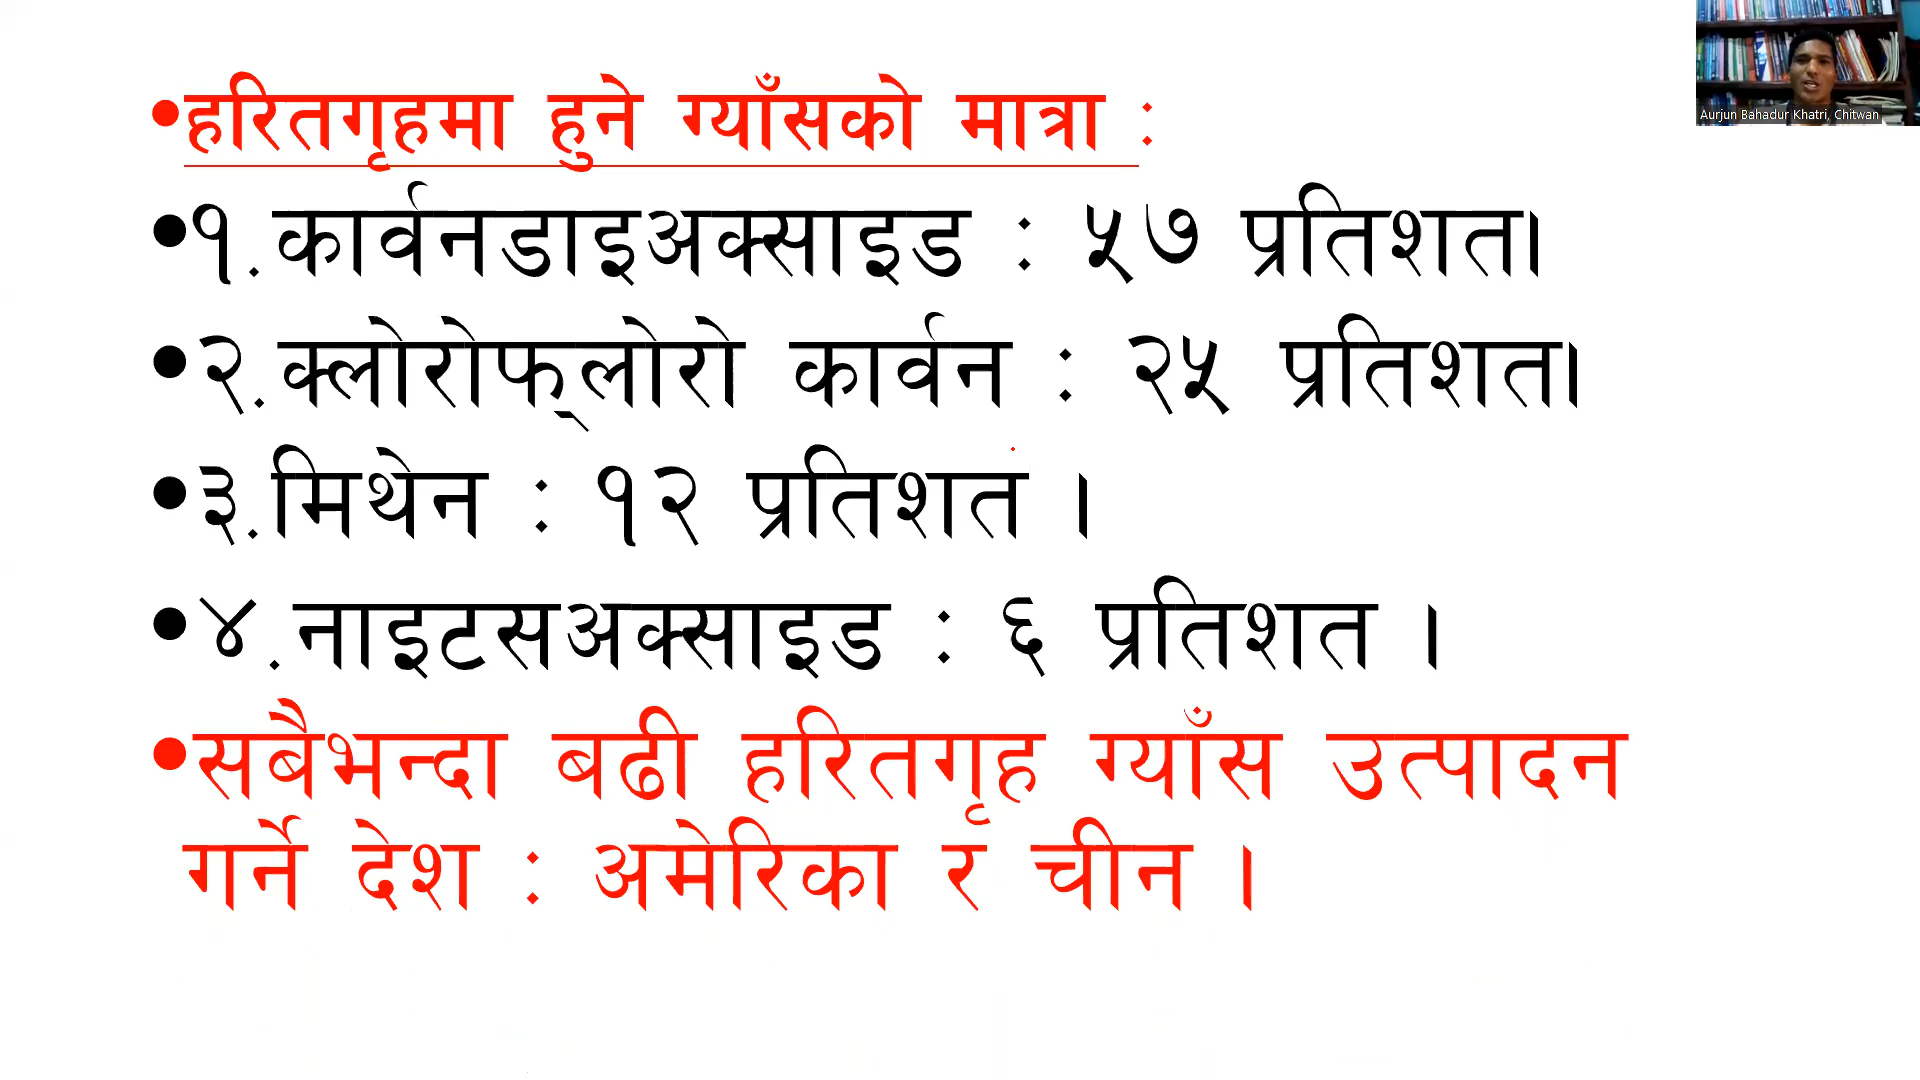 •हरितगृहमा हुने ग्याँसको मात्रा :
•१.कार्वनडाइअक्साइड : ५७ प्रतिशत।
•२.क्लोरोफ्लोरो कार्वन : २५ प्रतिशत।
•३.मिथेन : १२ प्रतिशत ।
•४.नाइटसअक्साइड : ६ प्रतिशत ।
•सबैभन्दा बढी हरितगृह ग्याँस उत्पादन
गर्ने देश : अमेरिका र चीन ।
Aurjun Bahadur Khatri, Chitwan